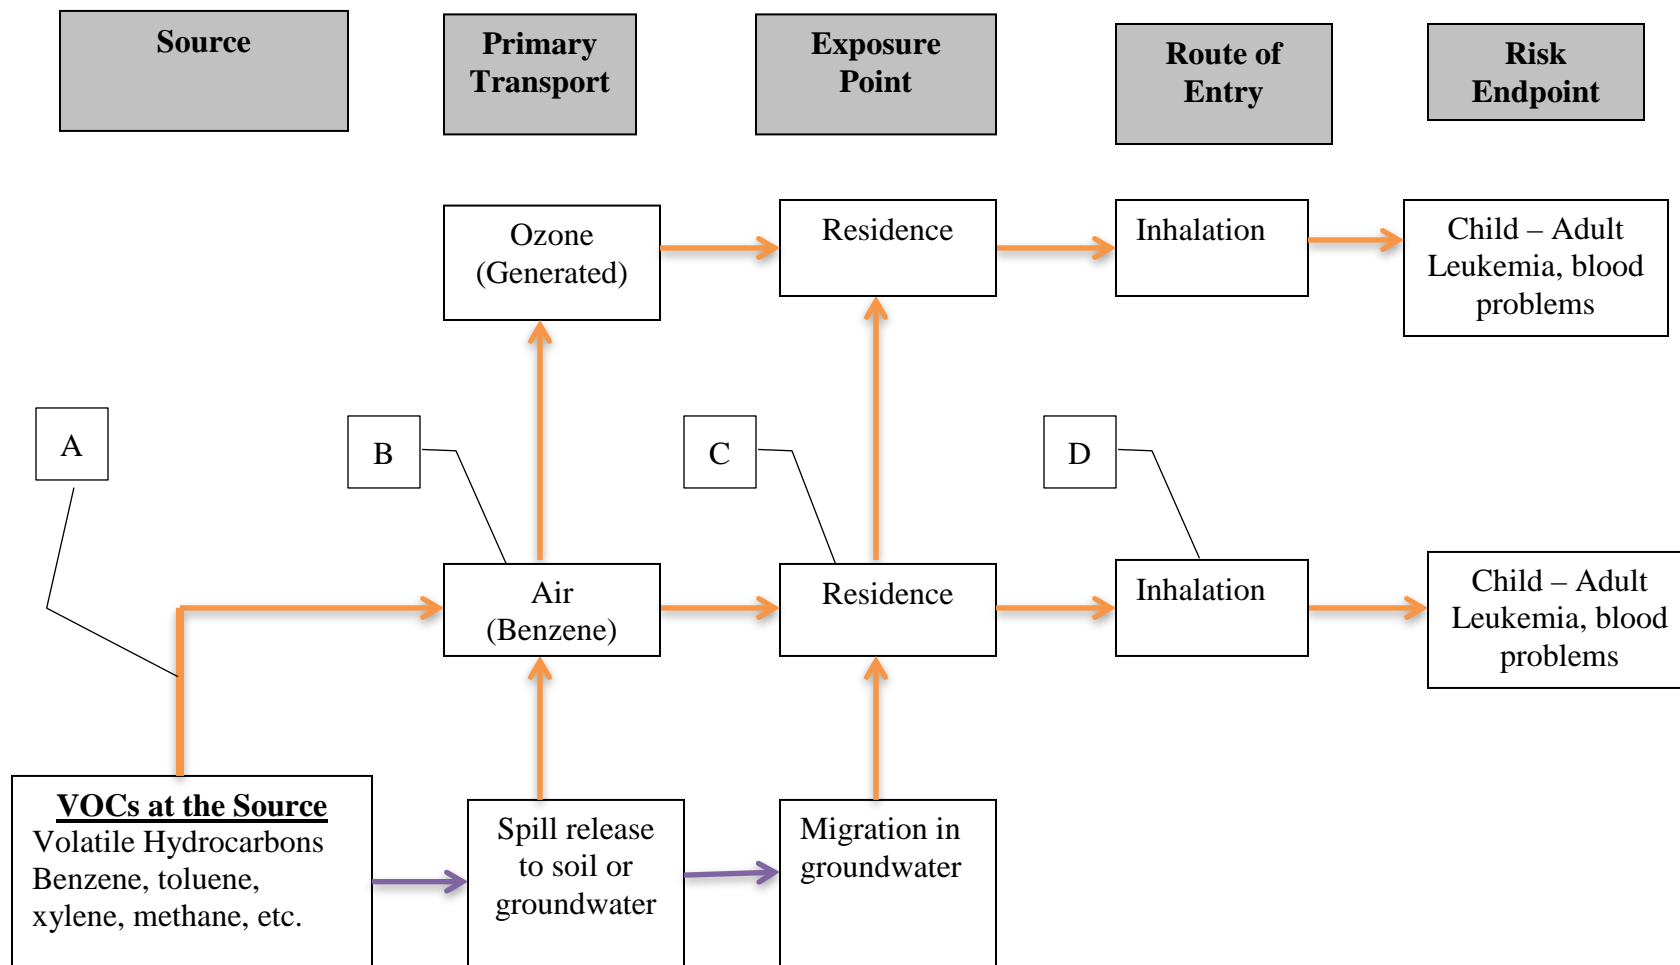 Source
Primary
Transport
Exposure
Point
Route of
Entry
Risk
Endpoint
Ozone
(Generated)
Residence
Inhalation
Child – Adult
Leukemia, blood
problems
A
B
C
D
Air
(Benzene)
Residence
Inhalation
Child – Adult
Leukemia, blood
problems
VOCs at the Source
Volatile Hydrocarbons
Benzene, toluene,
xylene, methane, etc.
Spill release
to soil or
groundwater
Migration in
groundwater